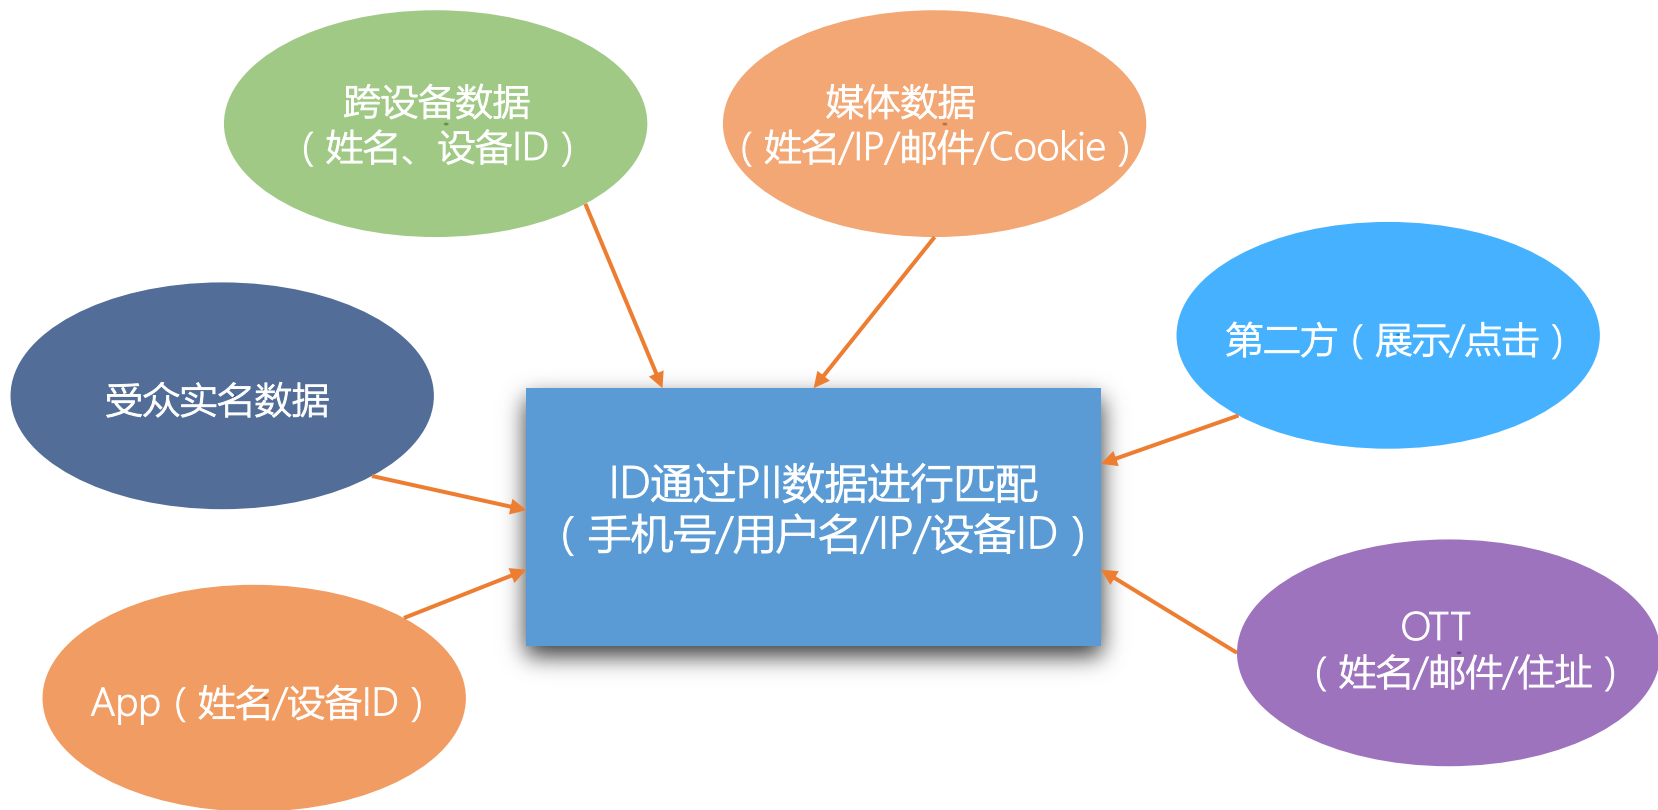 跨设备数据
（姓名、设备ID）
媒体数据
（姓名/IP/邮件/Cookie）
第二方（展示/点击）
受众实名数据
ID通过PII数据进行匹配
（手机号/用户名/IP/设备ID）
OTT
（姓名/邮件/住址）
App（姓名/设备ID）